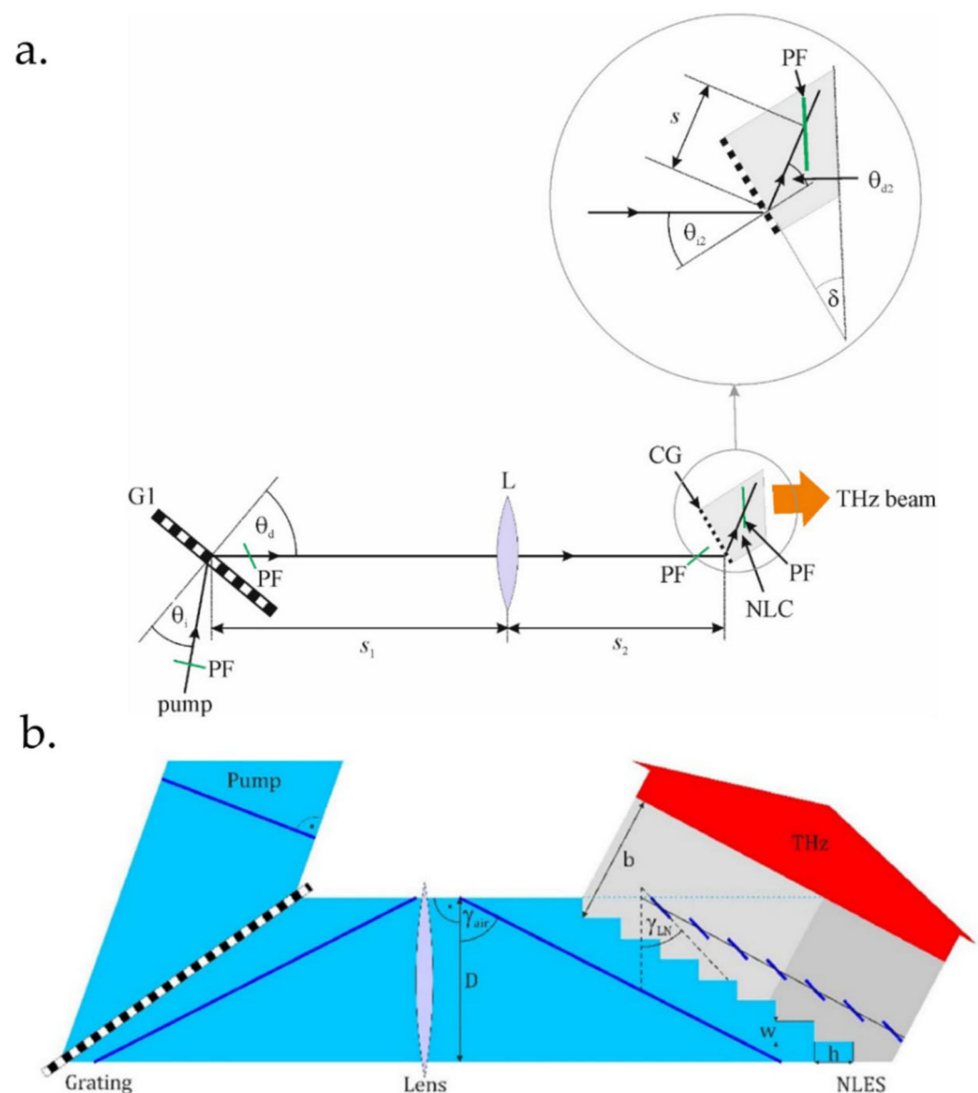 a.
PF
s
θd2
θi2
δ
CG
G1
L
θd
THz beam
PF
PF
PF
NLC
θi
s1
s2
PF
pump
b.
Pump
THz
b
γair
γLN
D
w
h
Grating
Lens
NLES